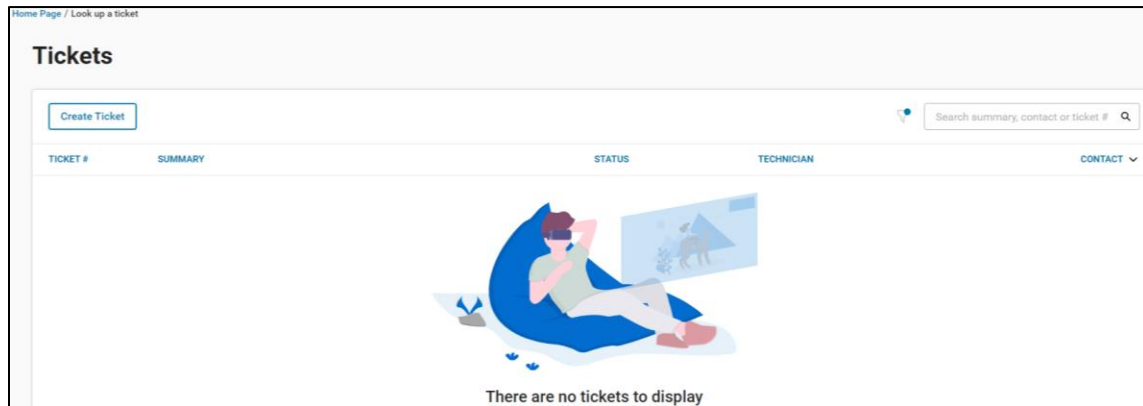 Home Page / Look up a ticket
Tickets
Create Ticket
Search summary, contact or ticket #
TICKET # SUMMARY STATUS TECHNICIAN CONTACT
There are no tickets to display